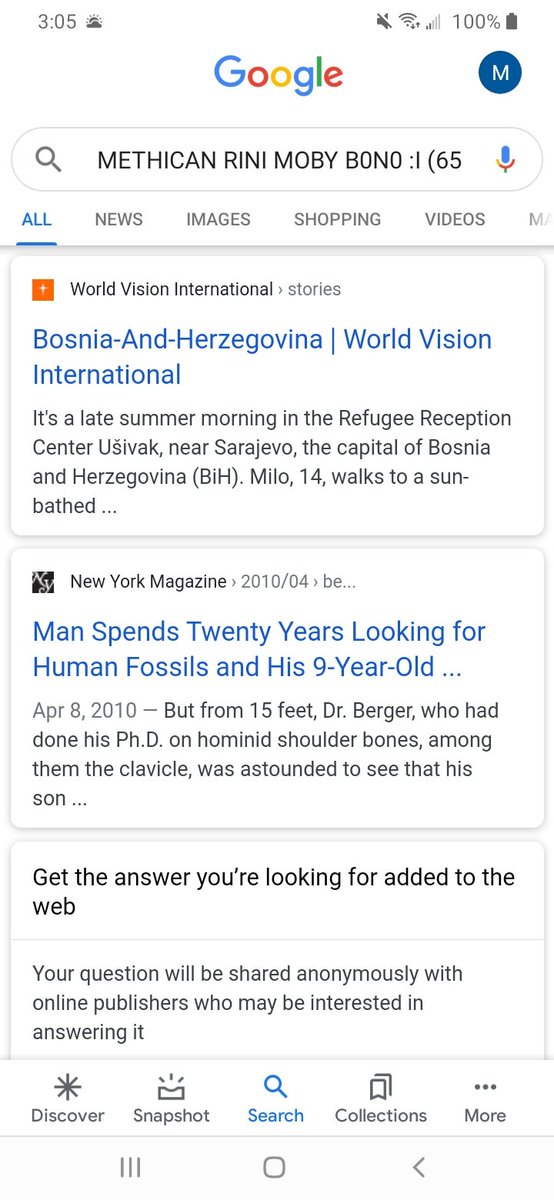 3:05 100%
Google
M
METHICAN RINI MOBY B0N0 :I (65
ALL NEWS IMAGES SHOPPING VIDEOS MA
World Vision International › stories
Bosnia-And-Herzegovina | World Vision
International
It's a late summer morning in the Refugee Reception
Center Ušivak, near Sarajevo, the capital of Bosnia
and Herzegovina (BiH). Milo, 14, walks to a sun-
bathed ...
New York Magazine › 2010/04 › be...
Man Spends Twenty Years Looking for
Human Fossils and His 9-Year-Old ...
Apr 8, 2010 — But from 15 feet, Dr. Berger, who had
done his Ph.D. on hominid shoulder bones, among
them the clavicle, was astounded to see that his
son ...
Get the answer you’re looking for added to the
web
Your question will be shared anonymously with
online publishers who may be interested in
answering it
Discover Snapshot Search Collections More